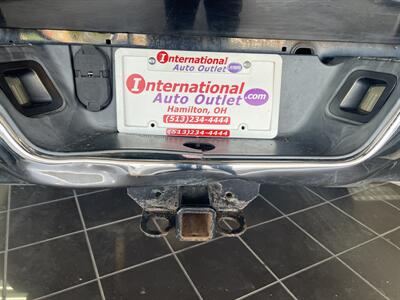 International
Auto Outlet.com
International
Auto Outlet.com
Hamilton, OH
(513)234-4444
(513) 234-4444